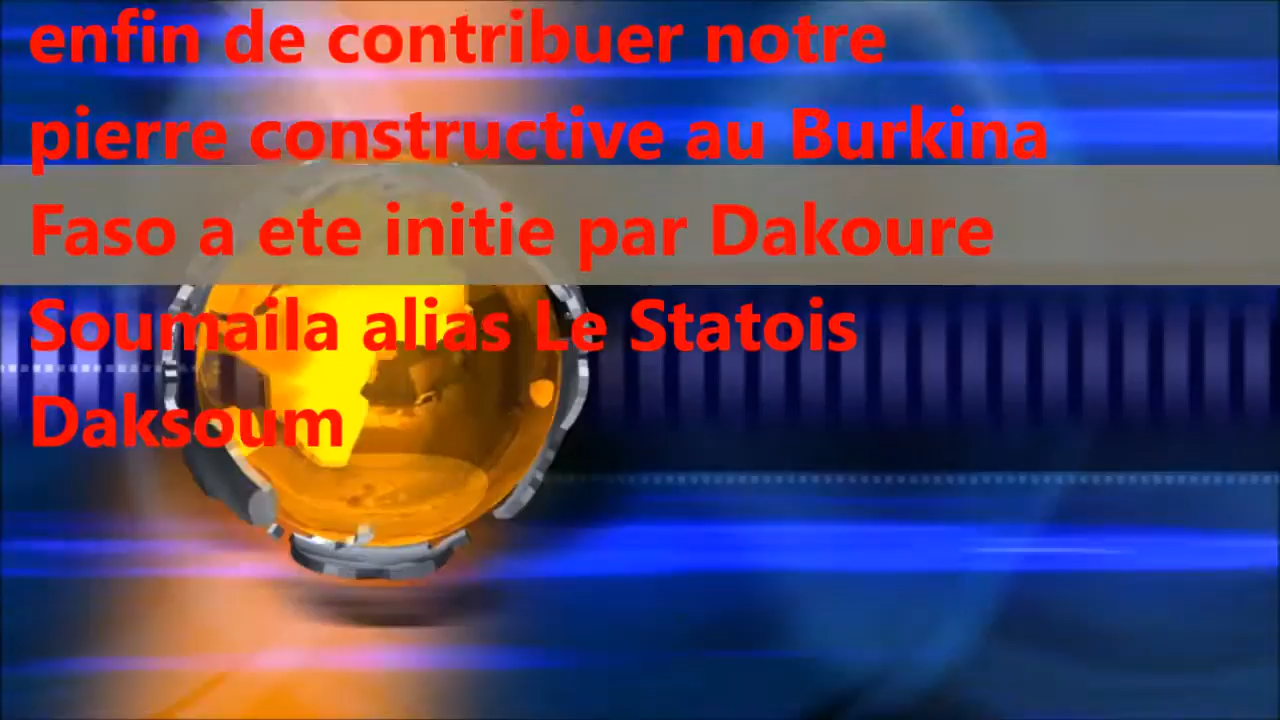 enfin de contribuer notre
pierre constructive au Burkina
Faso a ete initie par Dakoure
Soumaila alias Le Statois
Daksoum